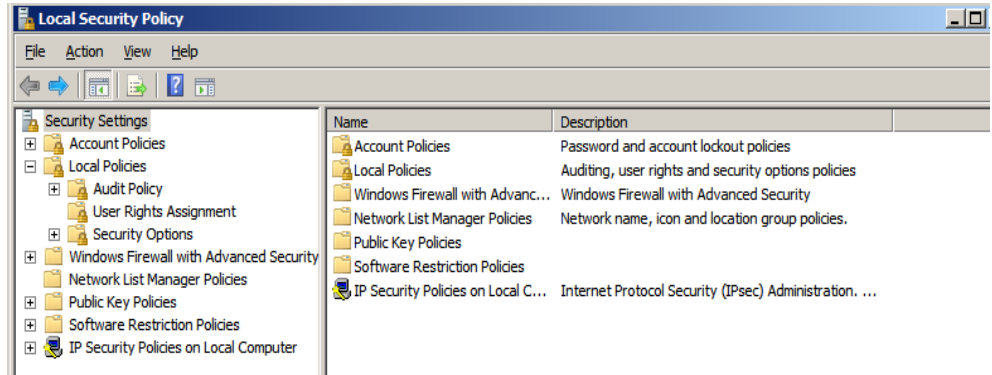 Local Security Policy
File Action View Help
Security Settings
Account Policies
Local Policies
Audit Policy
User Rights Assignment
Security Options
Windows Firewall with Advanced Security
Network List Manager Policies
Public Key Policies
Software Restriction Policies
IP Security Policies on Local Computer
Name Description
Account Policies Password and account lockout policies
Local Policies Auditing, user rights and security options policies
Windows Firewall with Advanc... Windows Firewall with Advanced Security
Network List Manager Policies Network name, icon and location group policies.
Public Key Policies
Software Restriction Policies
IP Security Policies on Local C... Internet Protocol Security (IPsec) Administration. ...